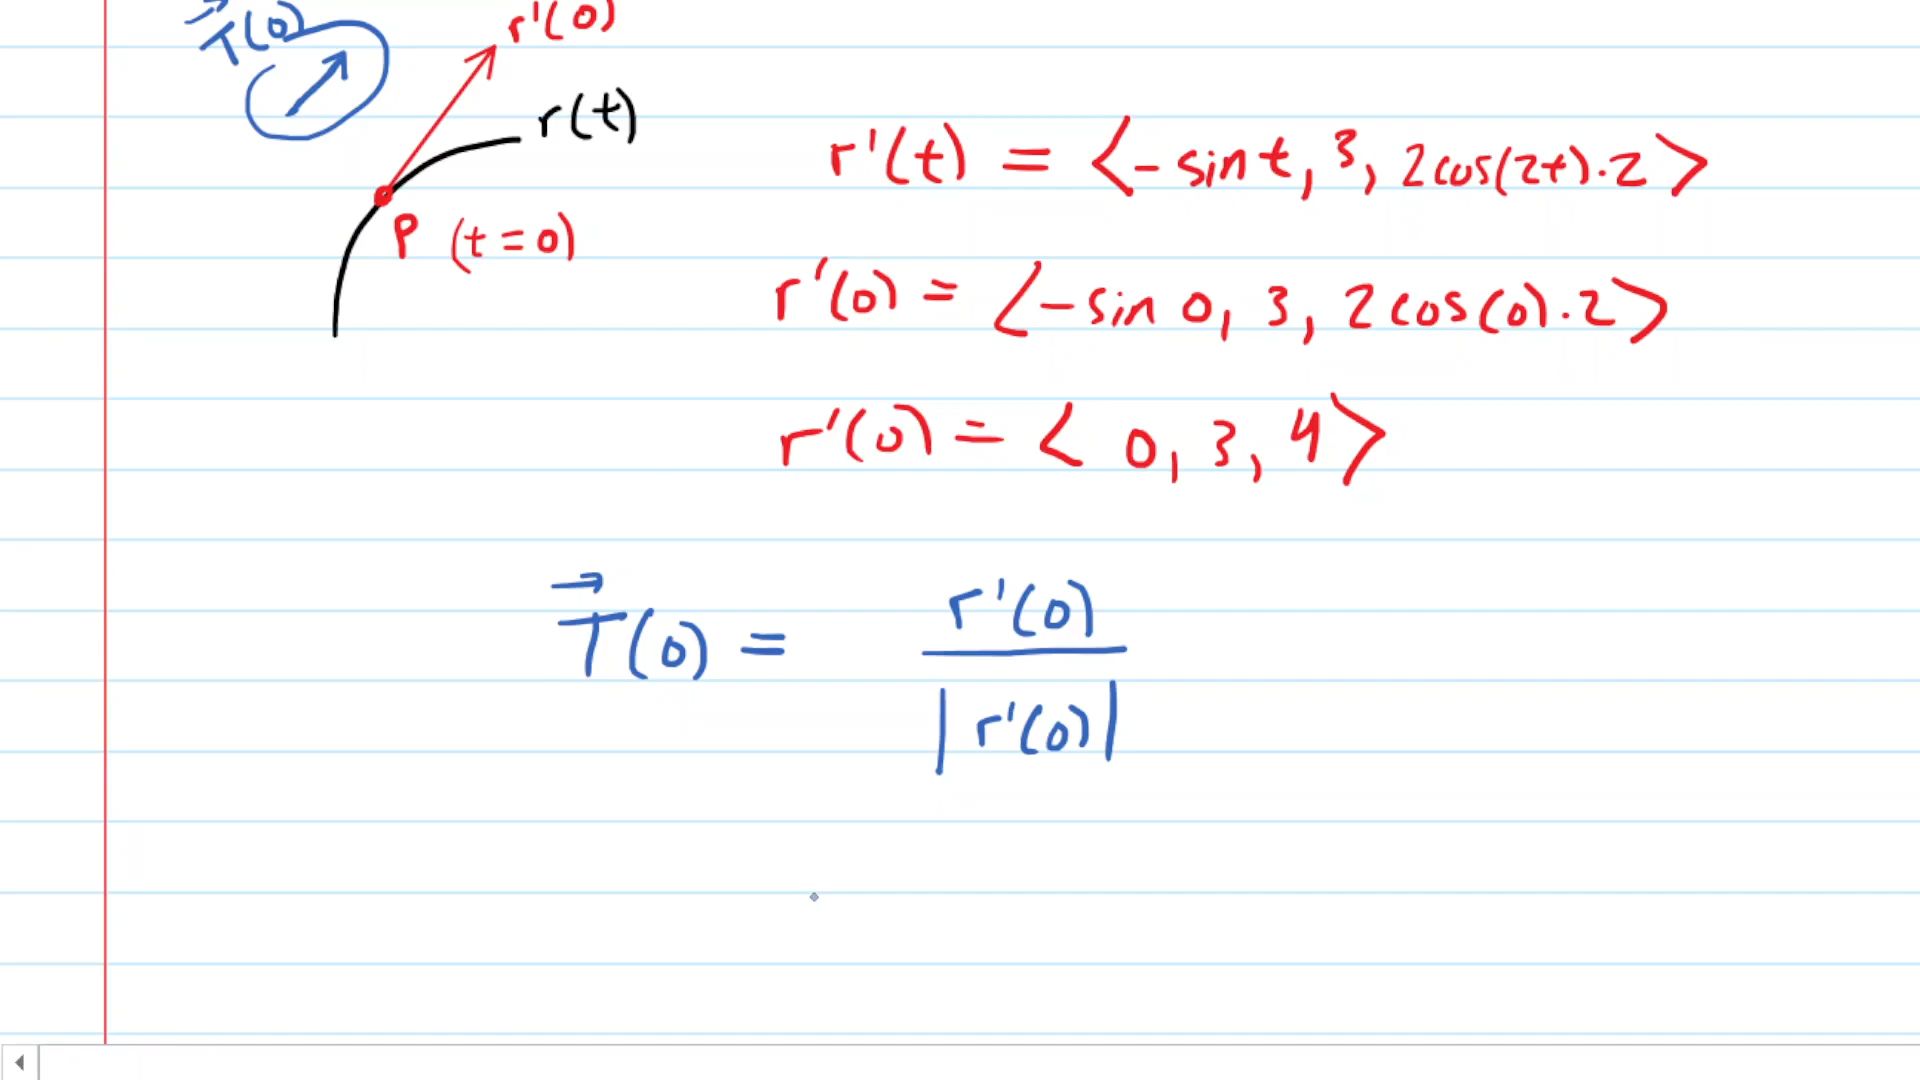 T(0)
r'(0)
r(t)
P (t = 0)
r'(t) = <- sin t, 3, 2cos(2t) · 2>
r'(0) = <- sin 0, 3, 2cos(0) · 2>
r'(0) = < 0, 3, 4>
T(0) = r'(0)
|r'(0)|